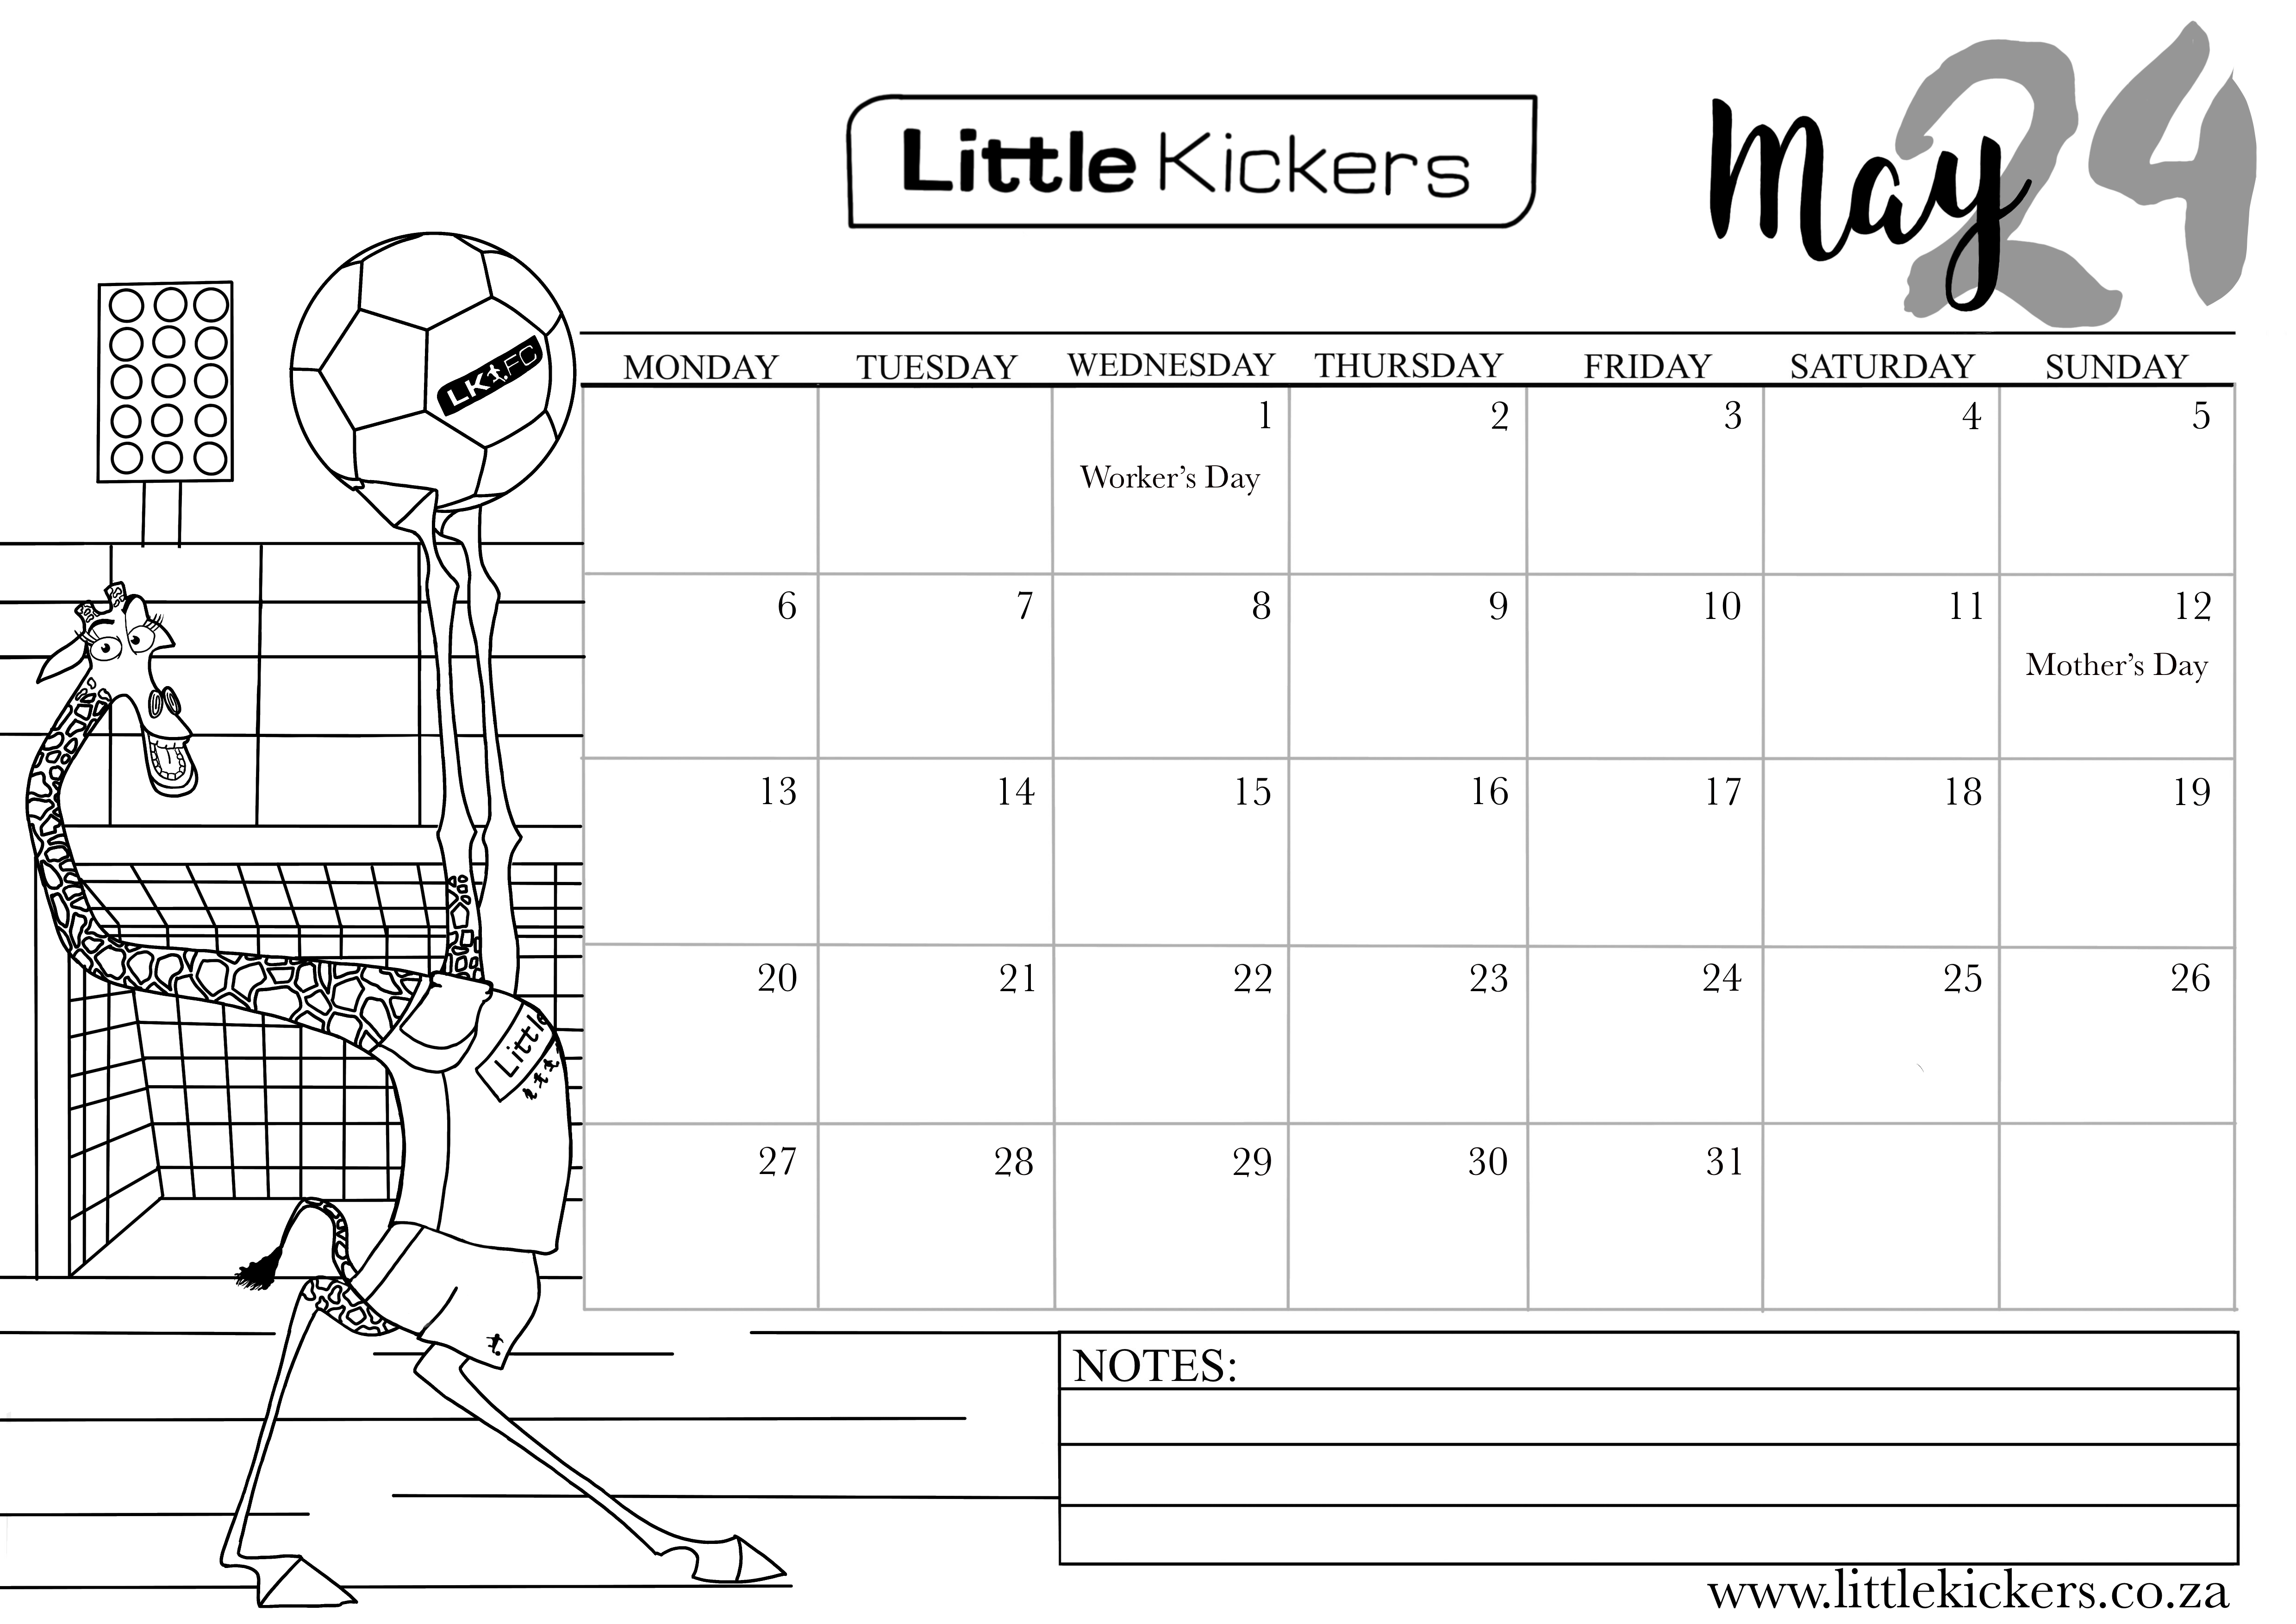 May 24
Little Kickers
LK.FC
MONDAY TUESDAY WEDNESDAY THURSDAY FRIDAY SATURDAY SUNDAY
1 2 3 4 5
Worker's Day
6 7 8 9 10 11 12
Mother's Day
13 14 15 16 17 18 19
20 21 22 23 24 25 26
Little
27 28 29 30 31
NOTES:
www.littlekickers.co.za